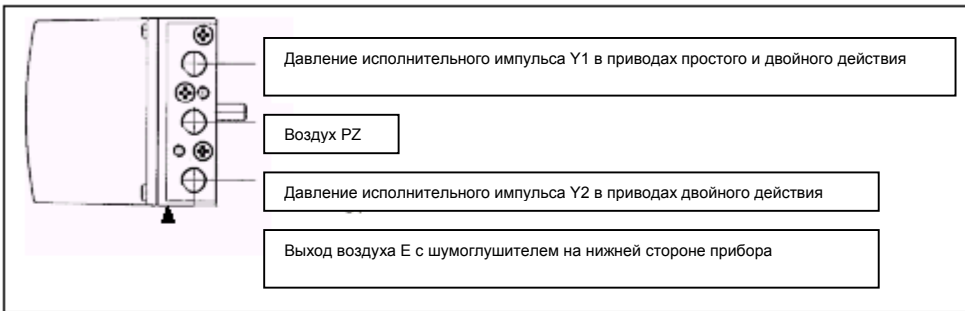 Давление исполнительного импульса Y1 в приводах простого и двойного действия
Воздух PZ
Давление исполнительного импульса Y2 в приводах двойного действия
Выход воздуха E с шумоглушителем на нижней стороне прибора